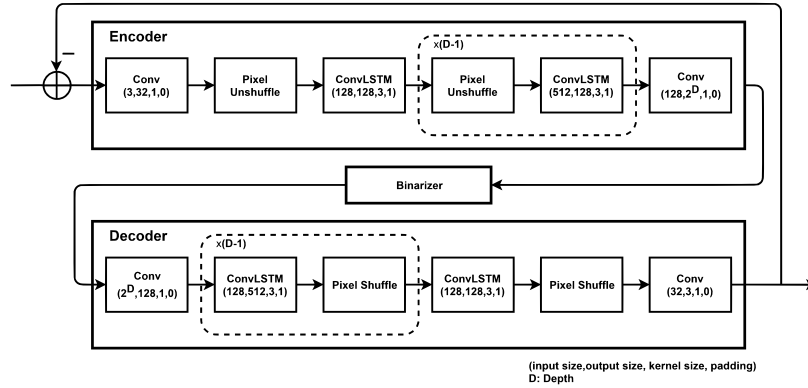 Encoder
x(D-1)
Conv
(3,32,1,0)
Pixel
Unshuffle
ConvLSTM
(128,128,3,1)
Pixel
Unshuffle
ConvLSTM
(512,128,3,1)
Conv
(128,2^D,1,0)
Binarizer
Decoder
x(D-1)
Conv
(2^D,128,1,0)
ConvLSTM
(128,512,3,1)
Pixel Shuffle
ConvLSTM
(128,128,3,1)
Pixel Shuffle
Conv
(32,3,1,0)
(input size,output size, kernel size, padding)
D: Depth